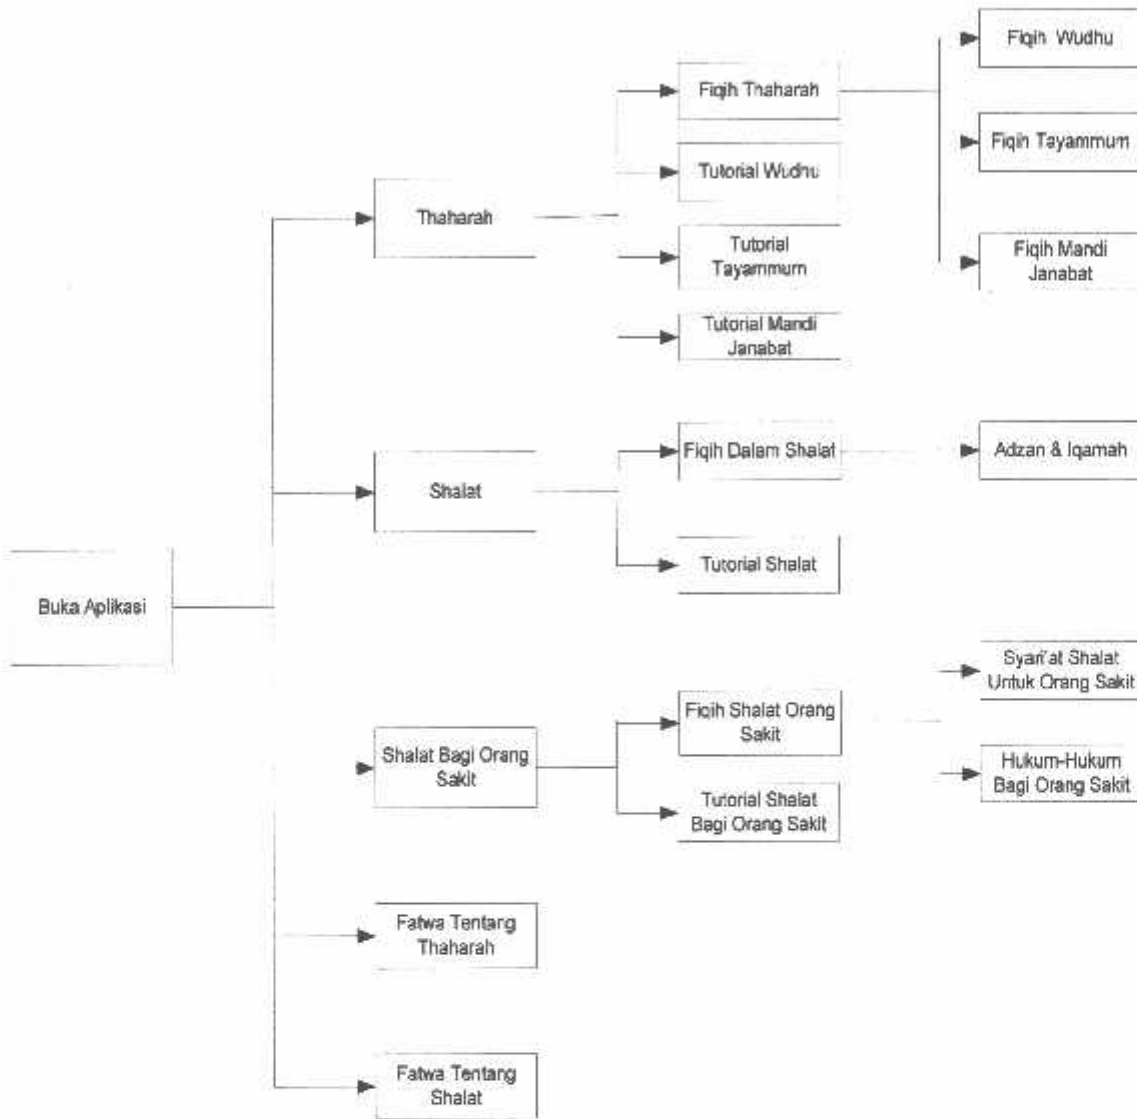 Buka Aplikasi
Thaharah
Shalat
Shalat Bagi Orang
Sakit
Fatwa Tentang
Thaharah
Fatwa Tentang
Shalat
Fiqih Thaharah
Tutorial Wudhu
Tutorial
Tayammum
Tutorial Mandi
Janabat
Fiqih Dalam Shalat
Tutorial Shalat
Fiqih Shalat Orang
Sakit
Tutorial Shalat
Bagi Orang Sakit
Fiqih Wudhu
Fiqih Tayammum
Fiqih Mandi
Janabat
Adzan & Iqamah
Syari'at Shalat
Untuk Orang Sakit
Hukum-Hukum
Bagi Orang Sakit